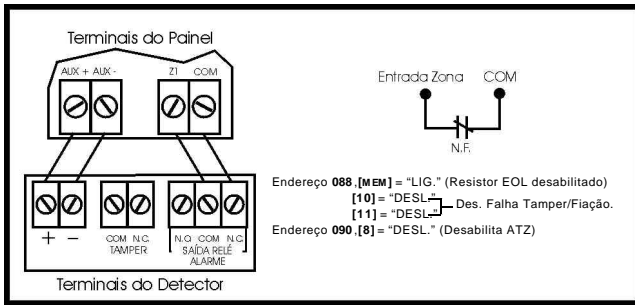 Terminais do Painel
AUX + AUX - Z1 COM
+ - COM N.C. N.O. COM N.C.
TAMPER SAÍDA RELÉ
ALARME
Terminais do Detector
Entrada Zona COM
N.F.
Endereço 088,[MEM] = “LIG.” (Resistor EOL desabilitado)
[10] = “DESL.”
Des. Falha Tamper/Fiação.
[11] = “DESL.”
Endereço 090,[8] = “DESL.” (Desabilita ATZ)